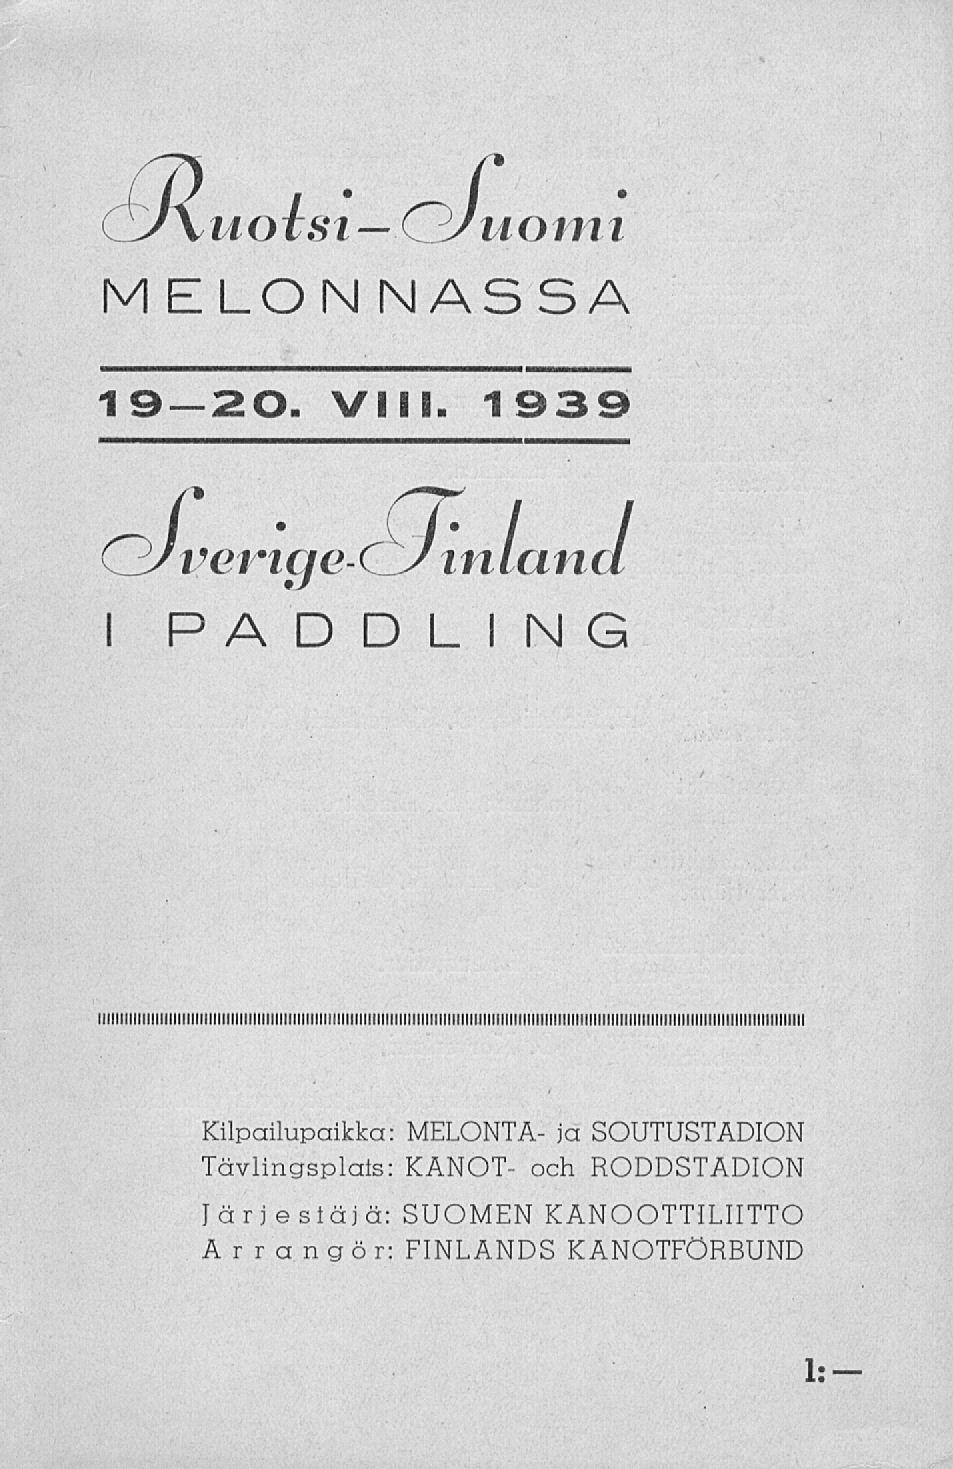 Ruotsi–Suomi
MELONNASSA
19–20. VIII. 1939
Sverige-Finland
I PADDLING
Kilpailupaikka: MELONTA- ja SOUTUSTADION
Tävlingsplats: KANOT- och RODDSTADION
Järjestäjä: SUOMEN KANOOTTILIITTO
Arrangör: FINLANDS KANOTFÖRBUND
1:—